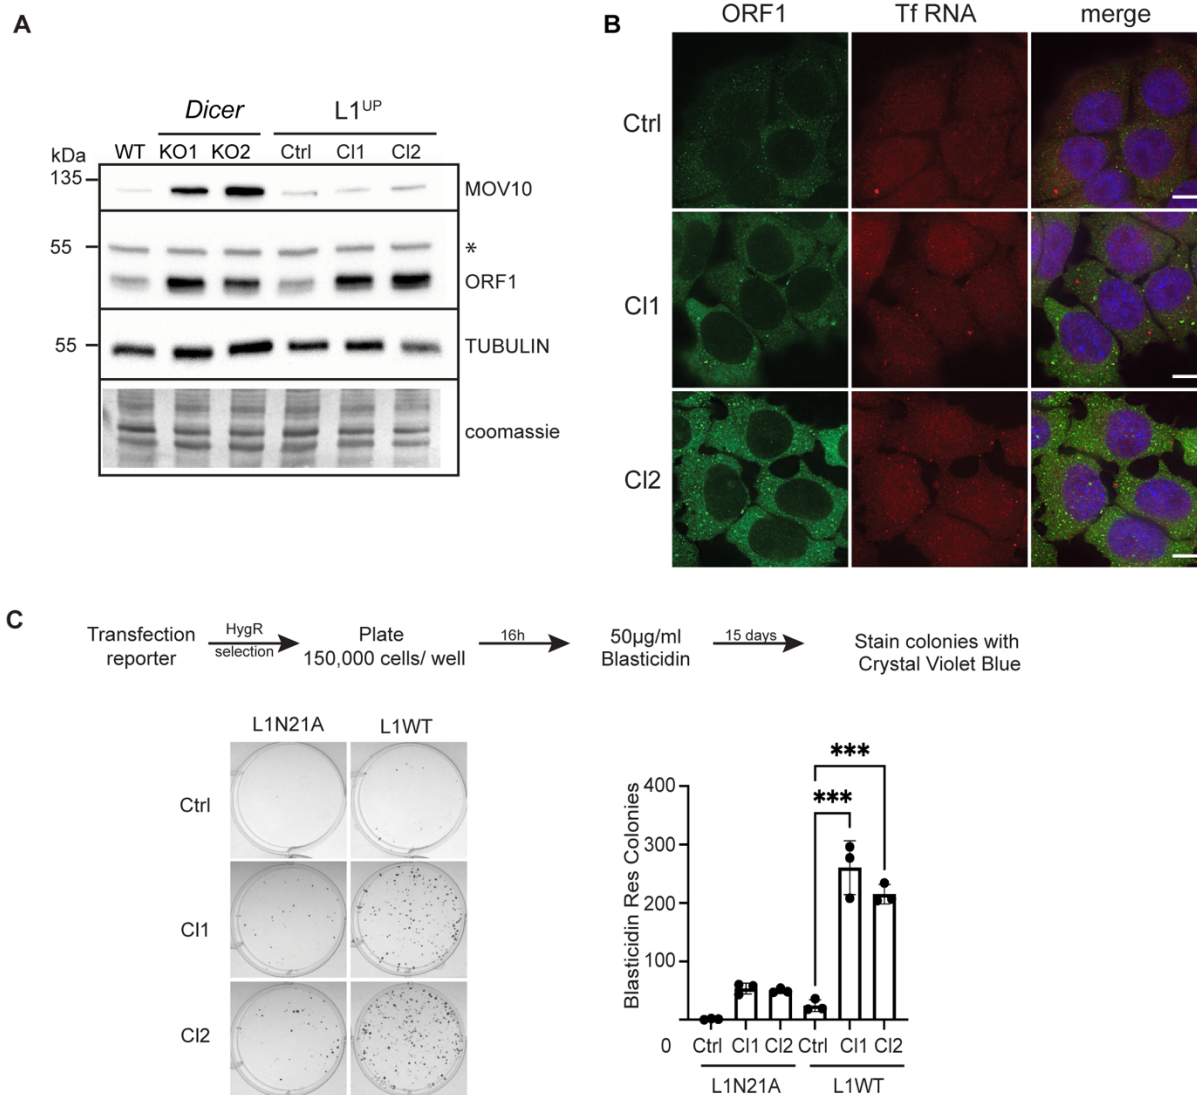 A
Dicer
L1UP
kDa
WT
KO1
KO2
Ctrl
Cl1
Cl2
135
MOV10
55
*
ORF1
55
TUBULIN
coomassie
B
ORF1
Tf RNA
merge
Ctrl
Cl1
Cl2
C
Transfection
reporter
HygR
selection
Plate
150,000 cells/ well
16h
50µg/ml
Blasticidin
15 days
Stain colonies with
Crystal Violet Blue
L1N21A
L1WT
Ctrl
Cl1
Cl2
Blasticidin Res Colonies
400
300
200
100
0
***
***
Ctrl
Cl1
Cl2
Ctrl
Cl1
Cl2
L1N21A
L1WT